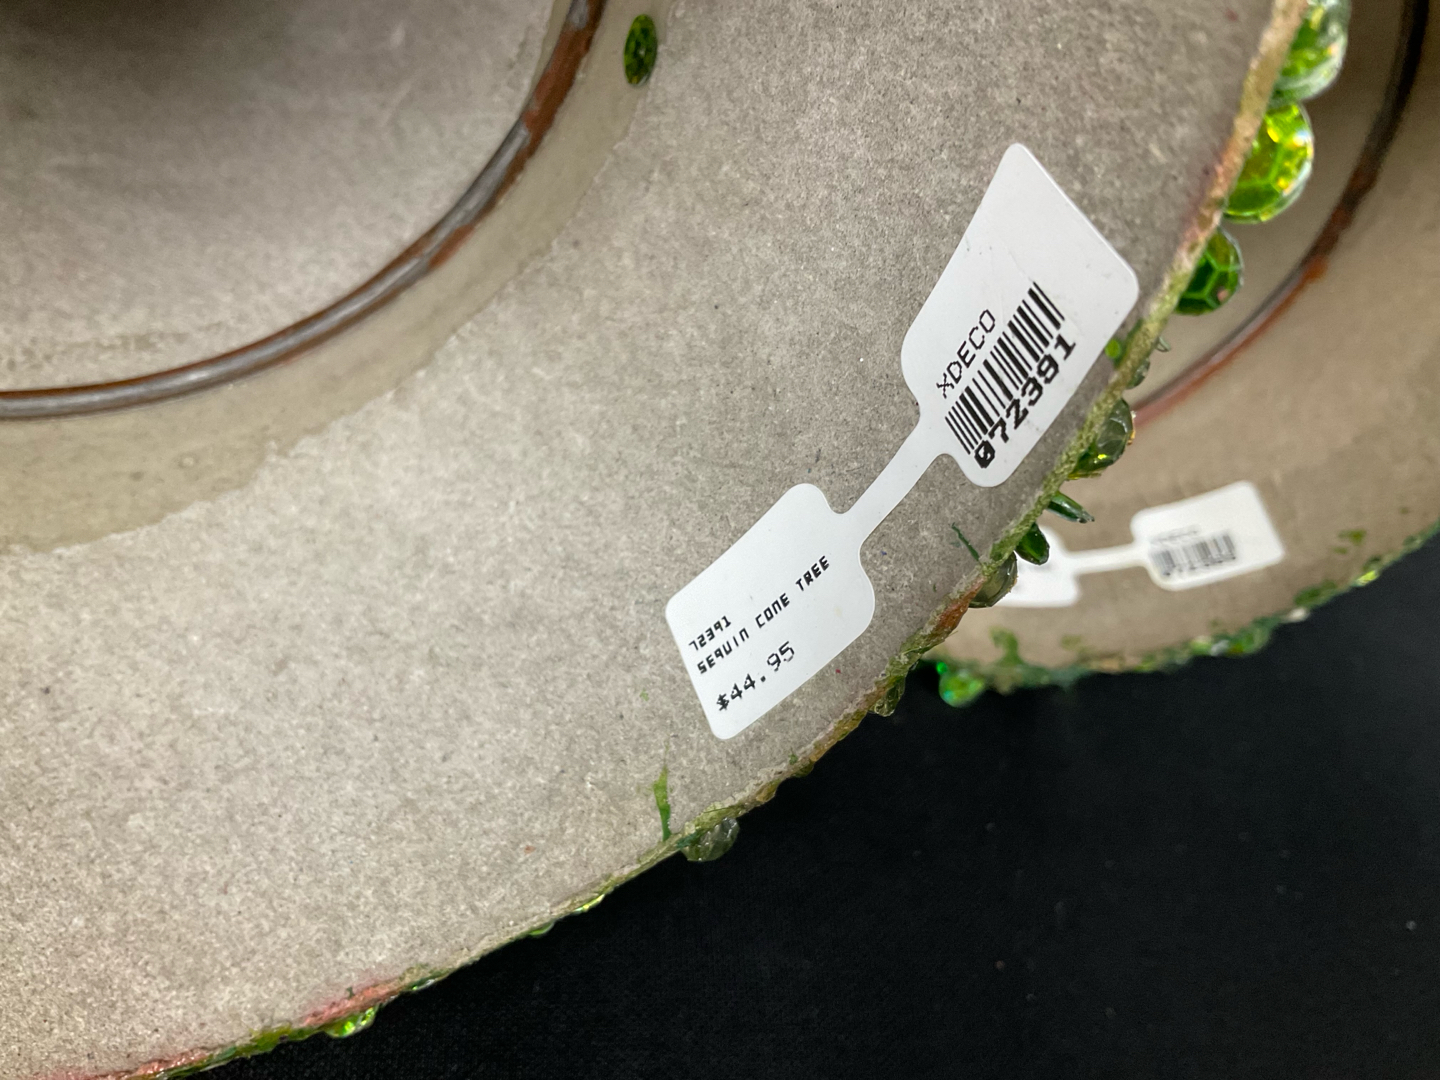 XDECO
072391
72391
SEQUIN CONE TREE
$44.95